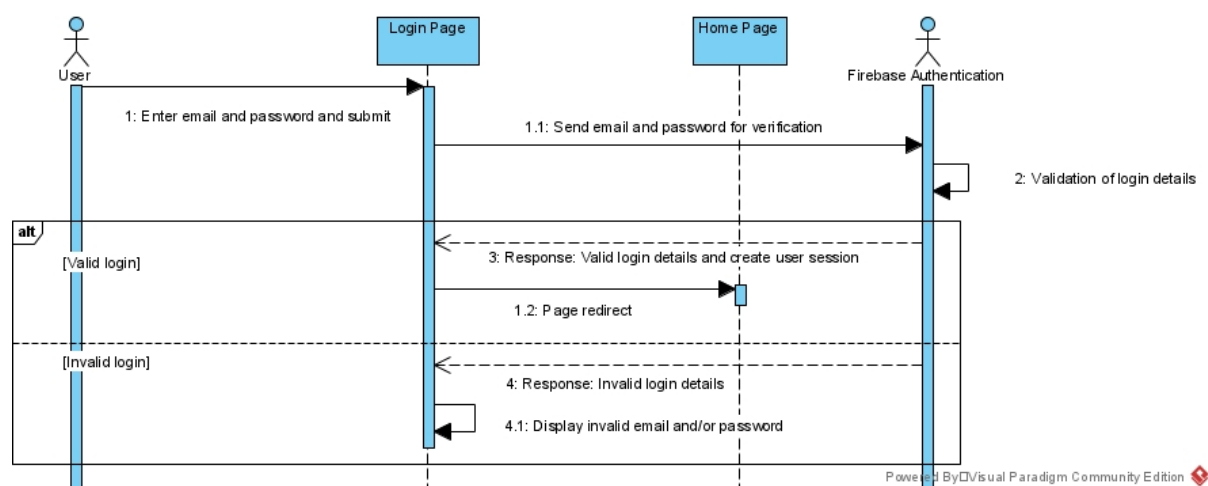 Login Page
Home Page
User
Firebase Authentication
1: Enter email and password and submit
1.1: Send email and password for verification
2: Validation of login details
alt
[Valid login]
3: Response: Valid login details and create user session
1.2: Page redirect
[Invalid login]
4: Response: Invalid login details
4.1: Display invalid email and/or password
Powered By□Visual Paradigm Community Edition